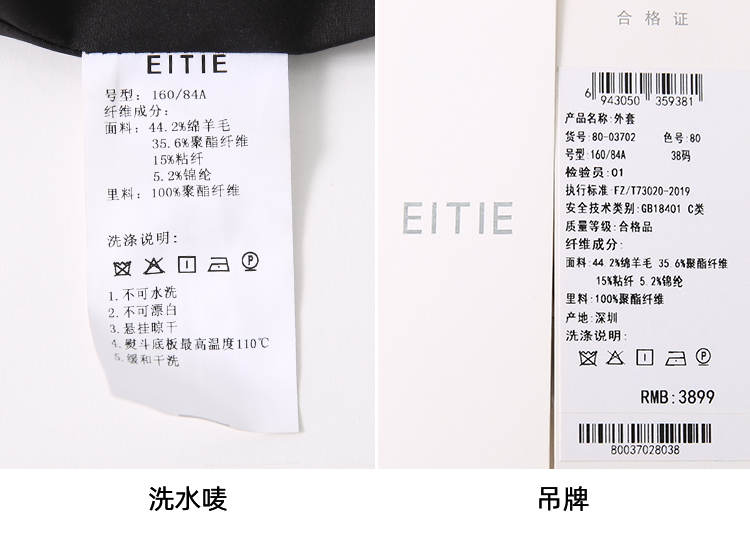 EITIE
号型: 160/84A
纤维成分:
面料: 44.2%绵羊毛
35.6%聚酯纤维
15%粘纤
5.2%锦纶
里料: 100%聚酯纤维
洗涤说明:
1.不可水洗
2.不可漂白
3.悬挂晾干
4.熨斗底板最高温度110℃
5.缓和干洗
EITIE
合格证
6 943050 359381
产品名称:外套
货号:80-03702 色号:80
号型:160/84A 38码
检验员:01
执行标准:FZ/T73020-2019
安全技术类别:GB18401 C类
质量等级:合格品
纤维成分:
面料:44.2%绵羊毛 35.6%聚酯纤维
15%粘纤 5.2%锦纶
里料:100%聚酯纤维
产地:深圳
洗涤说明:
RMB:3899
80037028038
洗水唛
吊牌